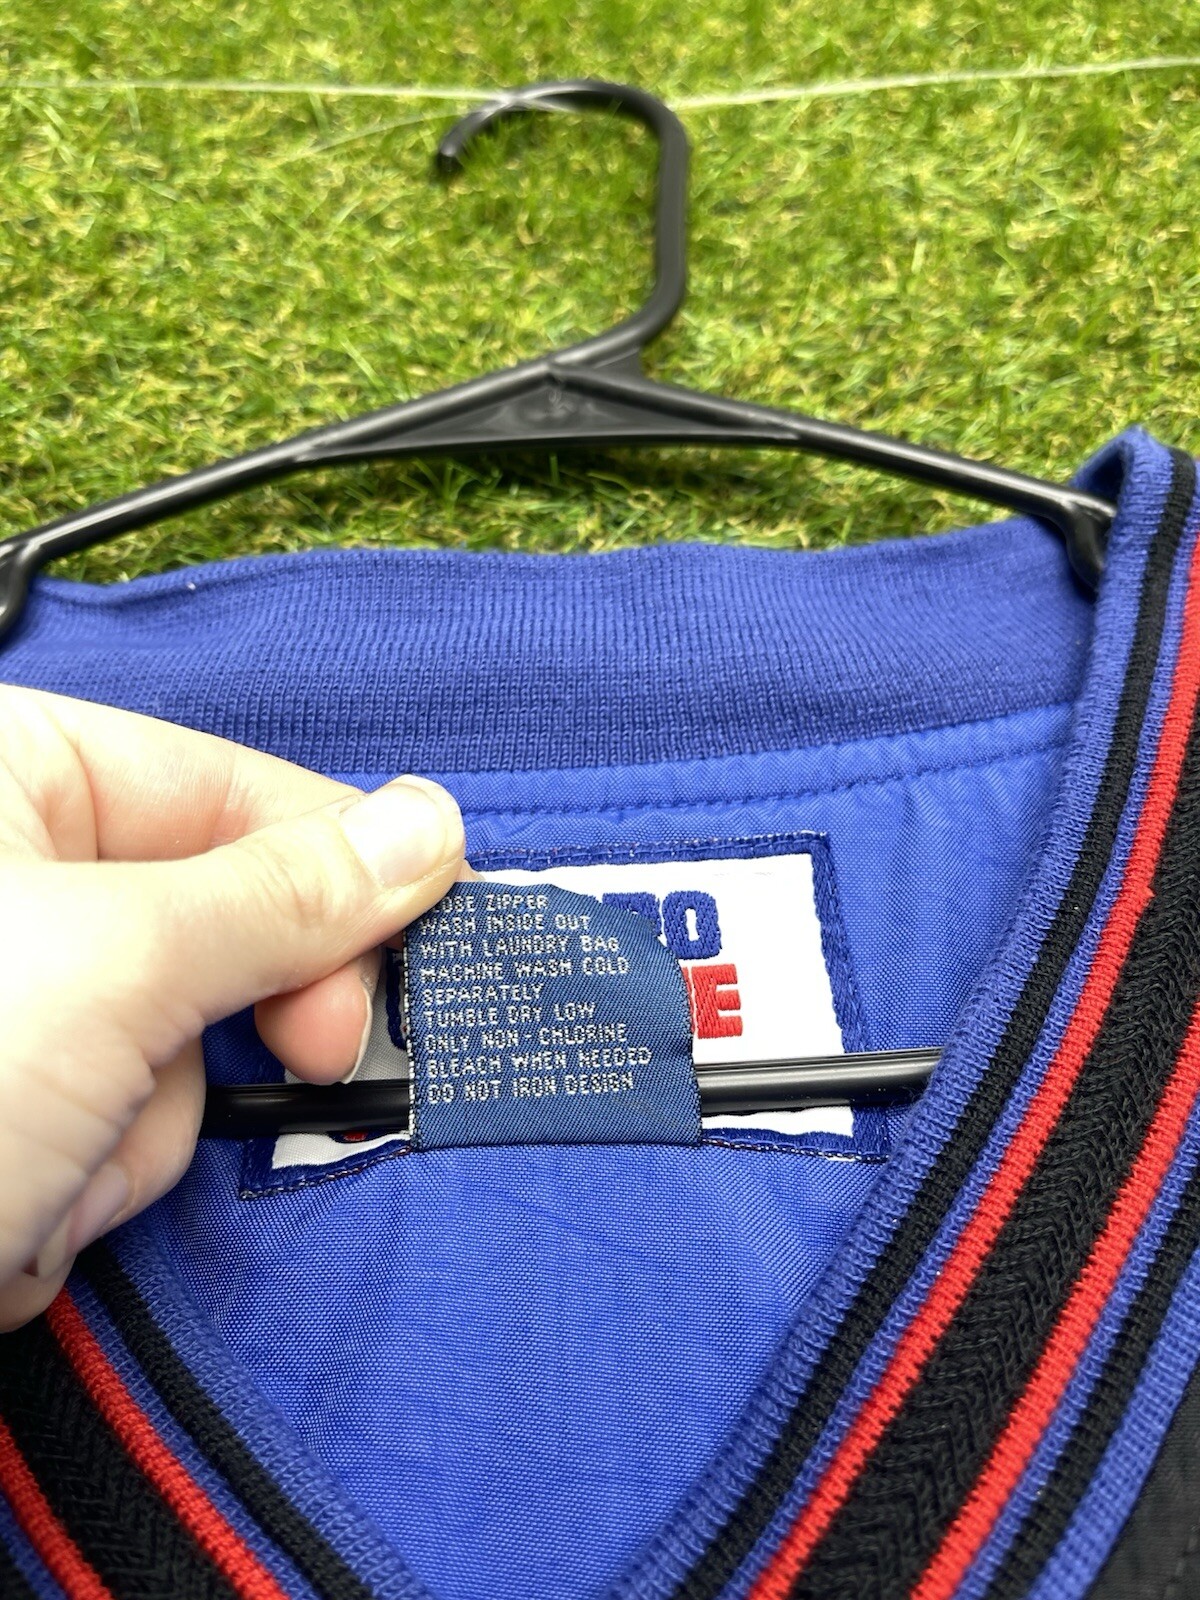 ZIPPER
WASH INSIDE OUT
WITH LAUNDRY BAG
MACHINE WASH COLD
SEPARATELY
TUMBLE DRY LOW
ONLY NON-CHLORINE
BLEACH WHEN NEEDED
DO NOT IRON DESIGN